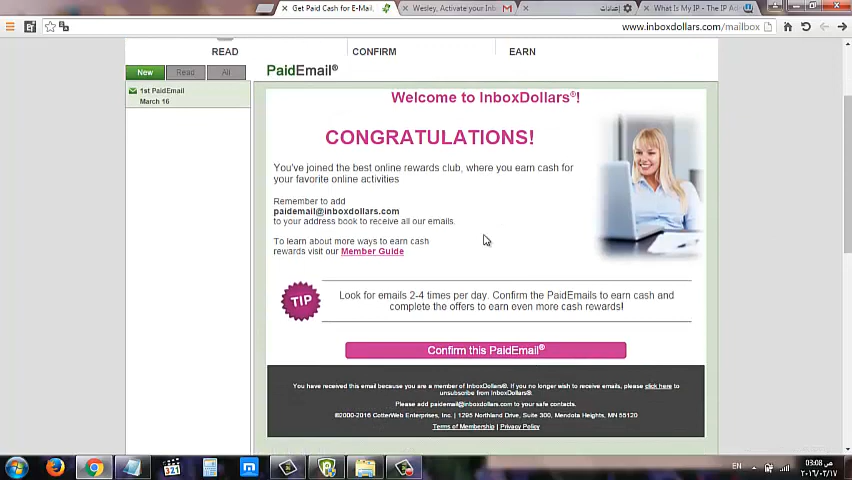 Get Paid Cash for E-Mail,
Wesley, Activate your Inb
إعدادات
What Is My IP - The IP Ad
www.inboxdollars.com/mailbox
READ
CONFIRM
EARN
New
Read
All
PaidEmail®
1st PaidEmail
March 16
Welcome to InboxDollars®!
CONGRATULATIONS!
You've joined the best online rewards club, where you earn cash for
your favorite online activities
Remember to add
paidemail@inboxdollars.com
to your address book to receive all our emails.
To learn about more ways to earn cash
rewards visit our Member Guide
TIP
Look for emails 2-4 times per day. Confirm the PaidEmails to earn cash and
complete the offers to earn even more cash rewards!
Confirm this PaidEmail®
You have received this email because you are a member of InboxDollars®. If you no longer wish to receive emails, please click here to
unsubscribe from InboxDollars®.
Please add paidemail@inboxdollars.com to your safe contacts.
©2000-2016 CotterWeb Enterprises, Inc. | 1295 Northland Drive, Suite 300, Mendota Heights, MN 55120
Terms of Membership | Privacy Policy
321
EN
03:08 ص
٢٠١٦/٠٣/١٧